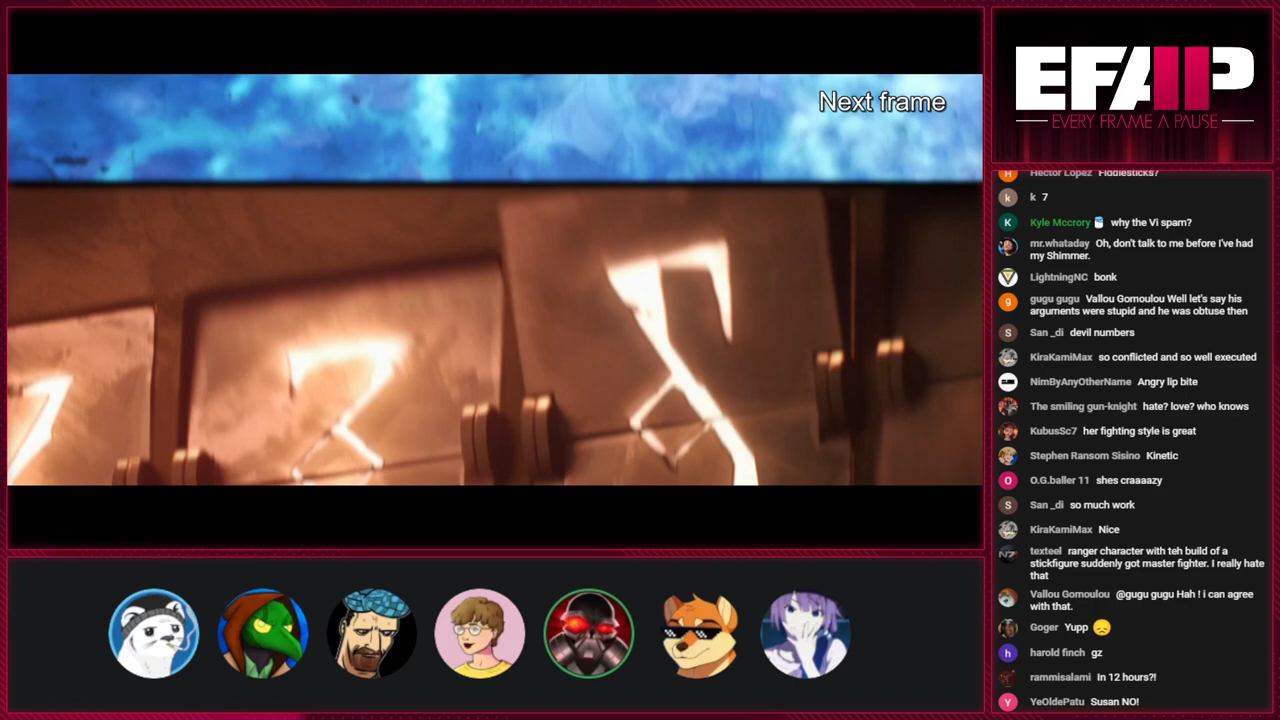 Next frame
EFAP
EVERY FRAME A PAUSE
Hector Lopez Fiddlesticks?
k 7
Kyle Mccrory why the Vi spam?
mr.whataday Oh, don't talk to me before I've had
my Shimmer.
LightningNC bonk
gugu gugu Vallou Gomoulou Well let's say his
arguments were stupid and he was obtuse then
San _di devil numbers
KiraKamiMax so conflicted and so well executed
NimByAnyOtherName Angry lip bite
The smiling gun-knight hate? love? who knows
KubusSc7 her fighting style is great
Stephen Ransom Sisino Kinetic
O.G.baller 11 shes craaaazy
San _di so much work
KiraKamiMax Nice
texteel ranger character with teh build of a
stickfigure suddenly got master fighter. I really hate
that
Vallou Gomoulou @gugu gugu Hah ! i can agree
with that.
Goger Yupp 😞
harold finch gz
rammisalami In 12 hours?!
YeOldePatu Susan NO!